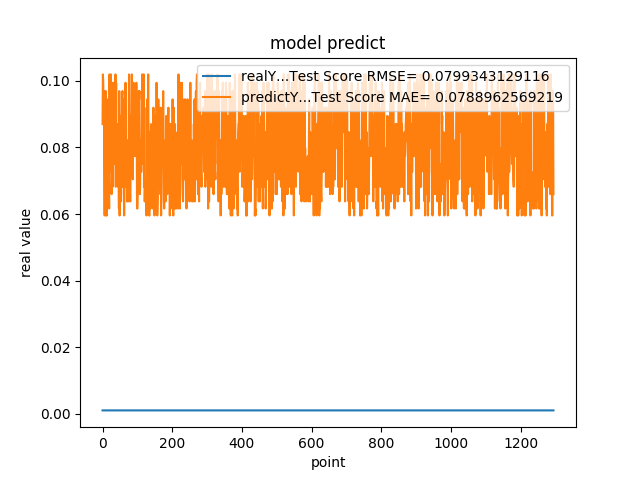 model predict
realY...Test Score RMSE= 0.0799343129116
predictY...Test Score MAE= 0.0788962569219
0.10
0.08
0.06
0.04
0.02
0.00
real value
0 200 400 600 800 1000 1200
point